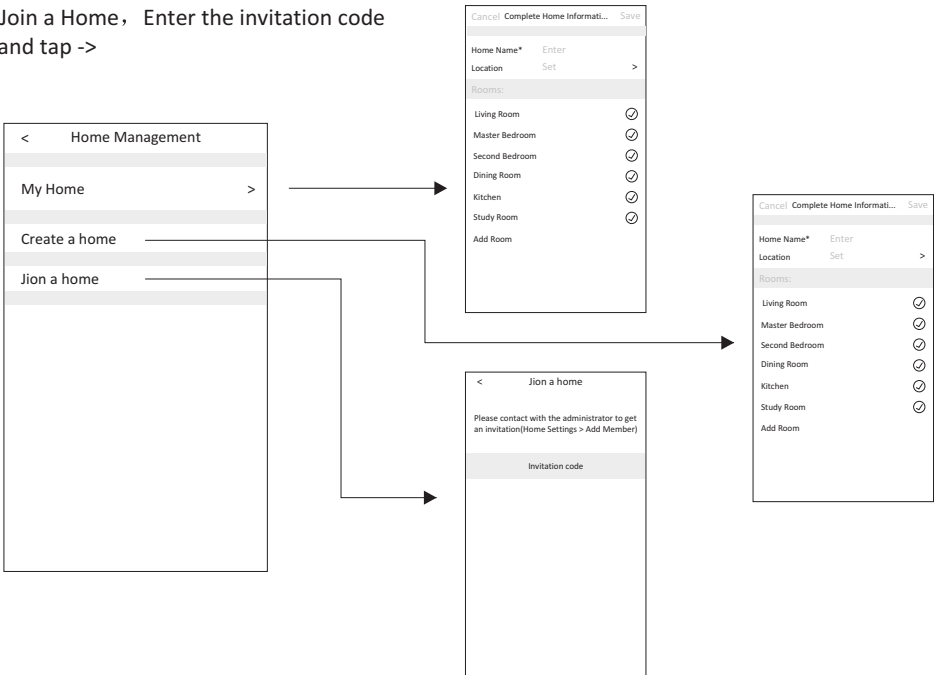 Join a Home，Enter the invitation code
and tap ->
< Home Management
My Home >
Create a home
Jion a home
Cancel Complete Home Informati... Save
Home Name* Enter
Location Set >
Rooms:
Living Room
Master Bedroom
Second Bedroom
Dining Room
Kitchen
Study Room
Add Room
Cancel Complete Home Informati... Save
Home Name* Enter
Location Set >
Rooms:
Living Room
Master Bedroom
Second Bedroom
Dining Room
Kitchen
Study Room
Add Room
< Jion a home
Please contact with the administrator to get
an invitation(Home Settings > Add Member)
Invitation code